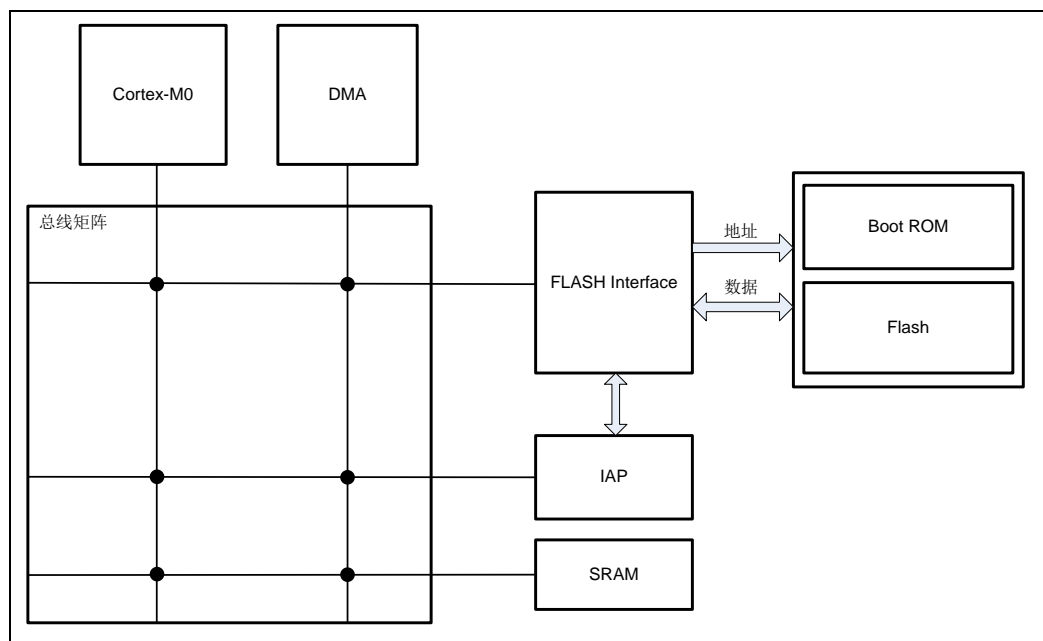 Cortex-M0
DMA
总线矩阵
FLASH Interface
地址
数据
Boot ROM
Flash
IAP
SRAM